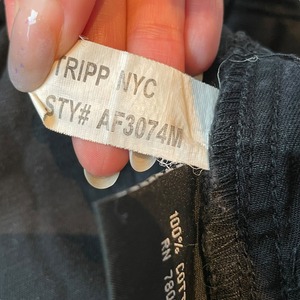 TRIPP NYC
STY# AF3074M
100% COTT
RN 780